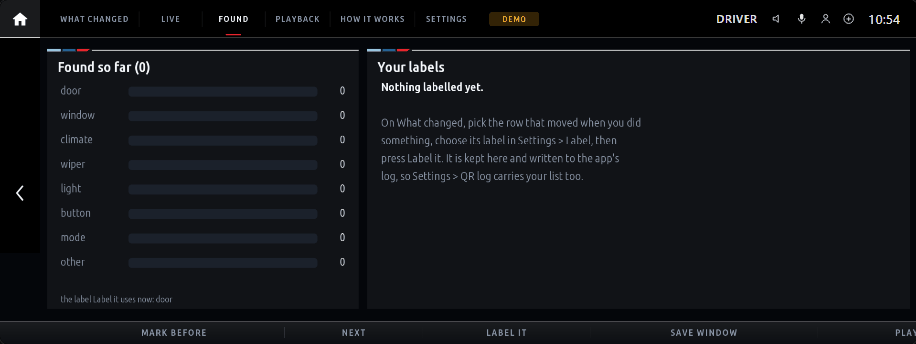 WHAT CHANGED LIVE FOUND PLAYBACK HOW IT WORKS SETTINGS DEMO DRIVER 10:54
Found so far (0)
door 0
window 0
climate 0
wiper 0
light 0
button 0
mode 0
other 0
the label Label it uses now: door
Your labels
Nothing labelled yet.
On What changed, pick the row that moved when you did
something, choose its label in Settings > Label, then
press Label it. It is kept here and written to the app's
log, so Settings > QR log carries your list too.
MARK BEFORE NEXT LABEL IT SAVE WINDOW PLAY